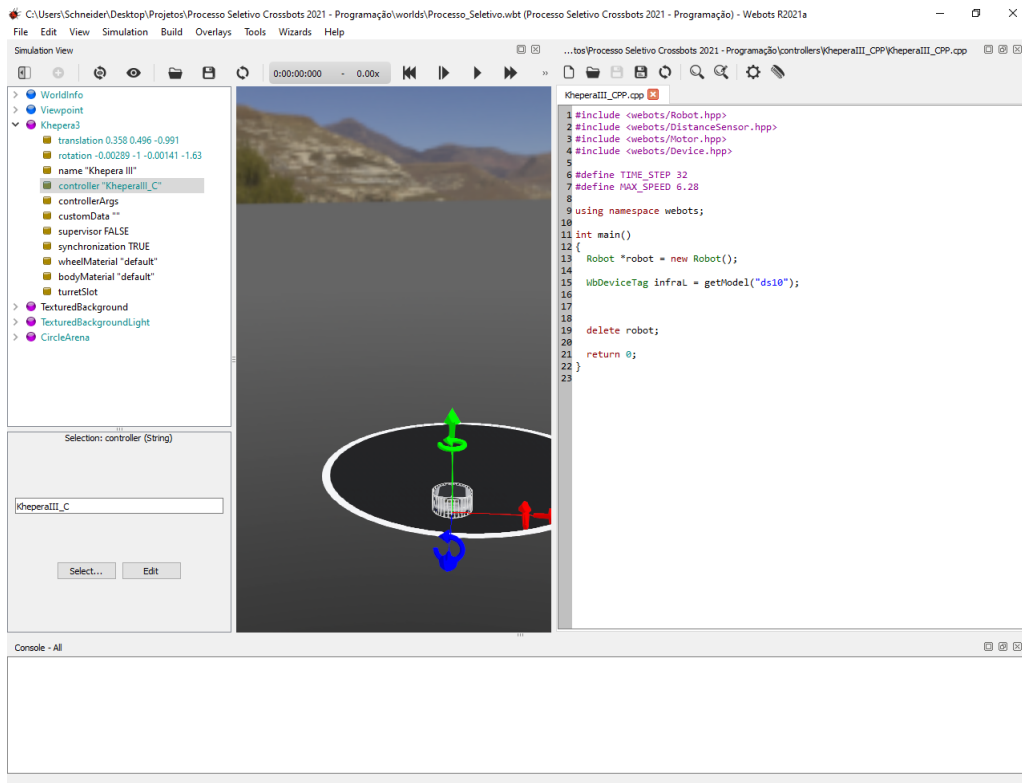 C:\Users\Schneider\Desktop\Projetos\Processo Seletivo Crossbots 2021 - Programação\worlds\Processo_Seletivo.wbt (Processo Seletivo Crossbots 2021 - Programação) - Webots R2021a
File Edit View Simulation Build Overlays Tools Wizards Help
Simulation View
...tos\Processo Seletivo Crossbots 2021 - Programação\controllers\KheperaIII_CPP\KheperaIII_CPP.cpp
0:00:00:000 - 0.00x
»
KheperaIII_CPP.cpp
WorldInfo
Viewpoint
Khepera3
translation 0.358 0.496 -0.991
rotation -0.00289 -1 -0.00141 -1.63
name "Khepera III"
controller "KheperaIII_C"
controllerArgs
customData ""
supervisor FALSE
synchronization TRUE
wheelMaterial "default"
bodyMaterial "default"
turretSlot
TexturedBackground
TexturedBackgroundLight
CircleArena
Selection: controller (String)
KheperaIII_C
Select... Edit
1 #include <webots/Robot.hpp>
2 #include <webots/DistanceSensor.hpp>
3 #include <webots/Motor.hpp>
4 #include <webots/Device.hpp>
5
6 #define TIME_STEP 32
7 #define MAX_SPEED 6.28
8
9 using namespace webots;
10
11 int main()
12 {
13 Robot *robot = new Robot();
14
15 WbDeviceTag infraL = getModel("ds10");
16
17
18
19 delete robot;
20
21 return 0;
22 }
23
Console - All